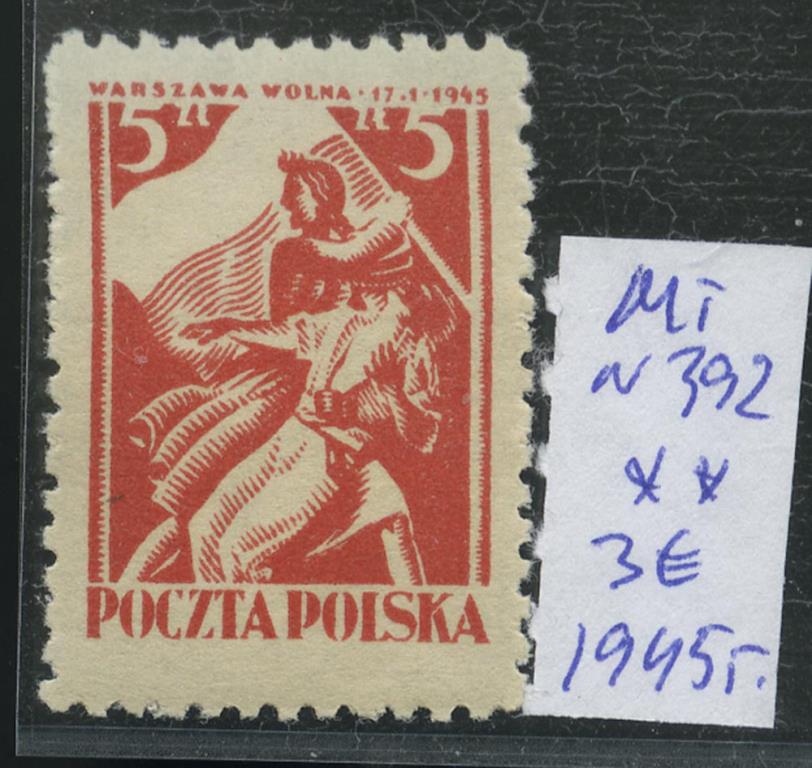 WARSZAWA WOLNA · 17.1·1945
5 ZŁ ZŁ 5
POCZTA POLSKA
Mi
N 392
**
3€
1945г.